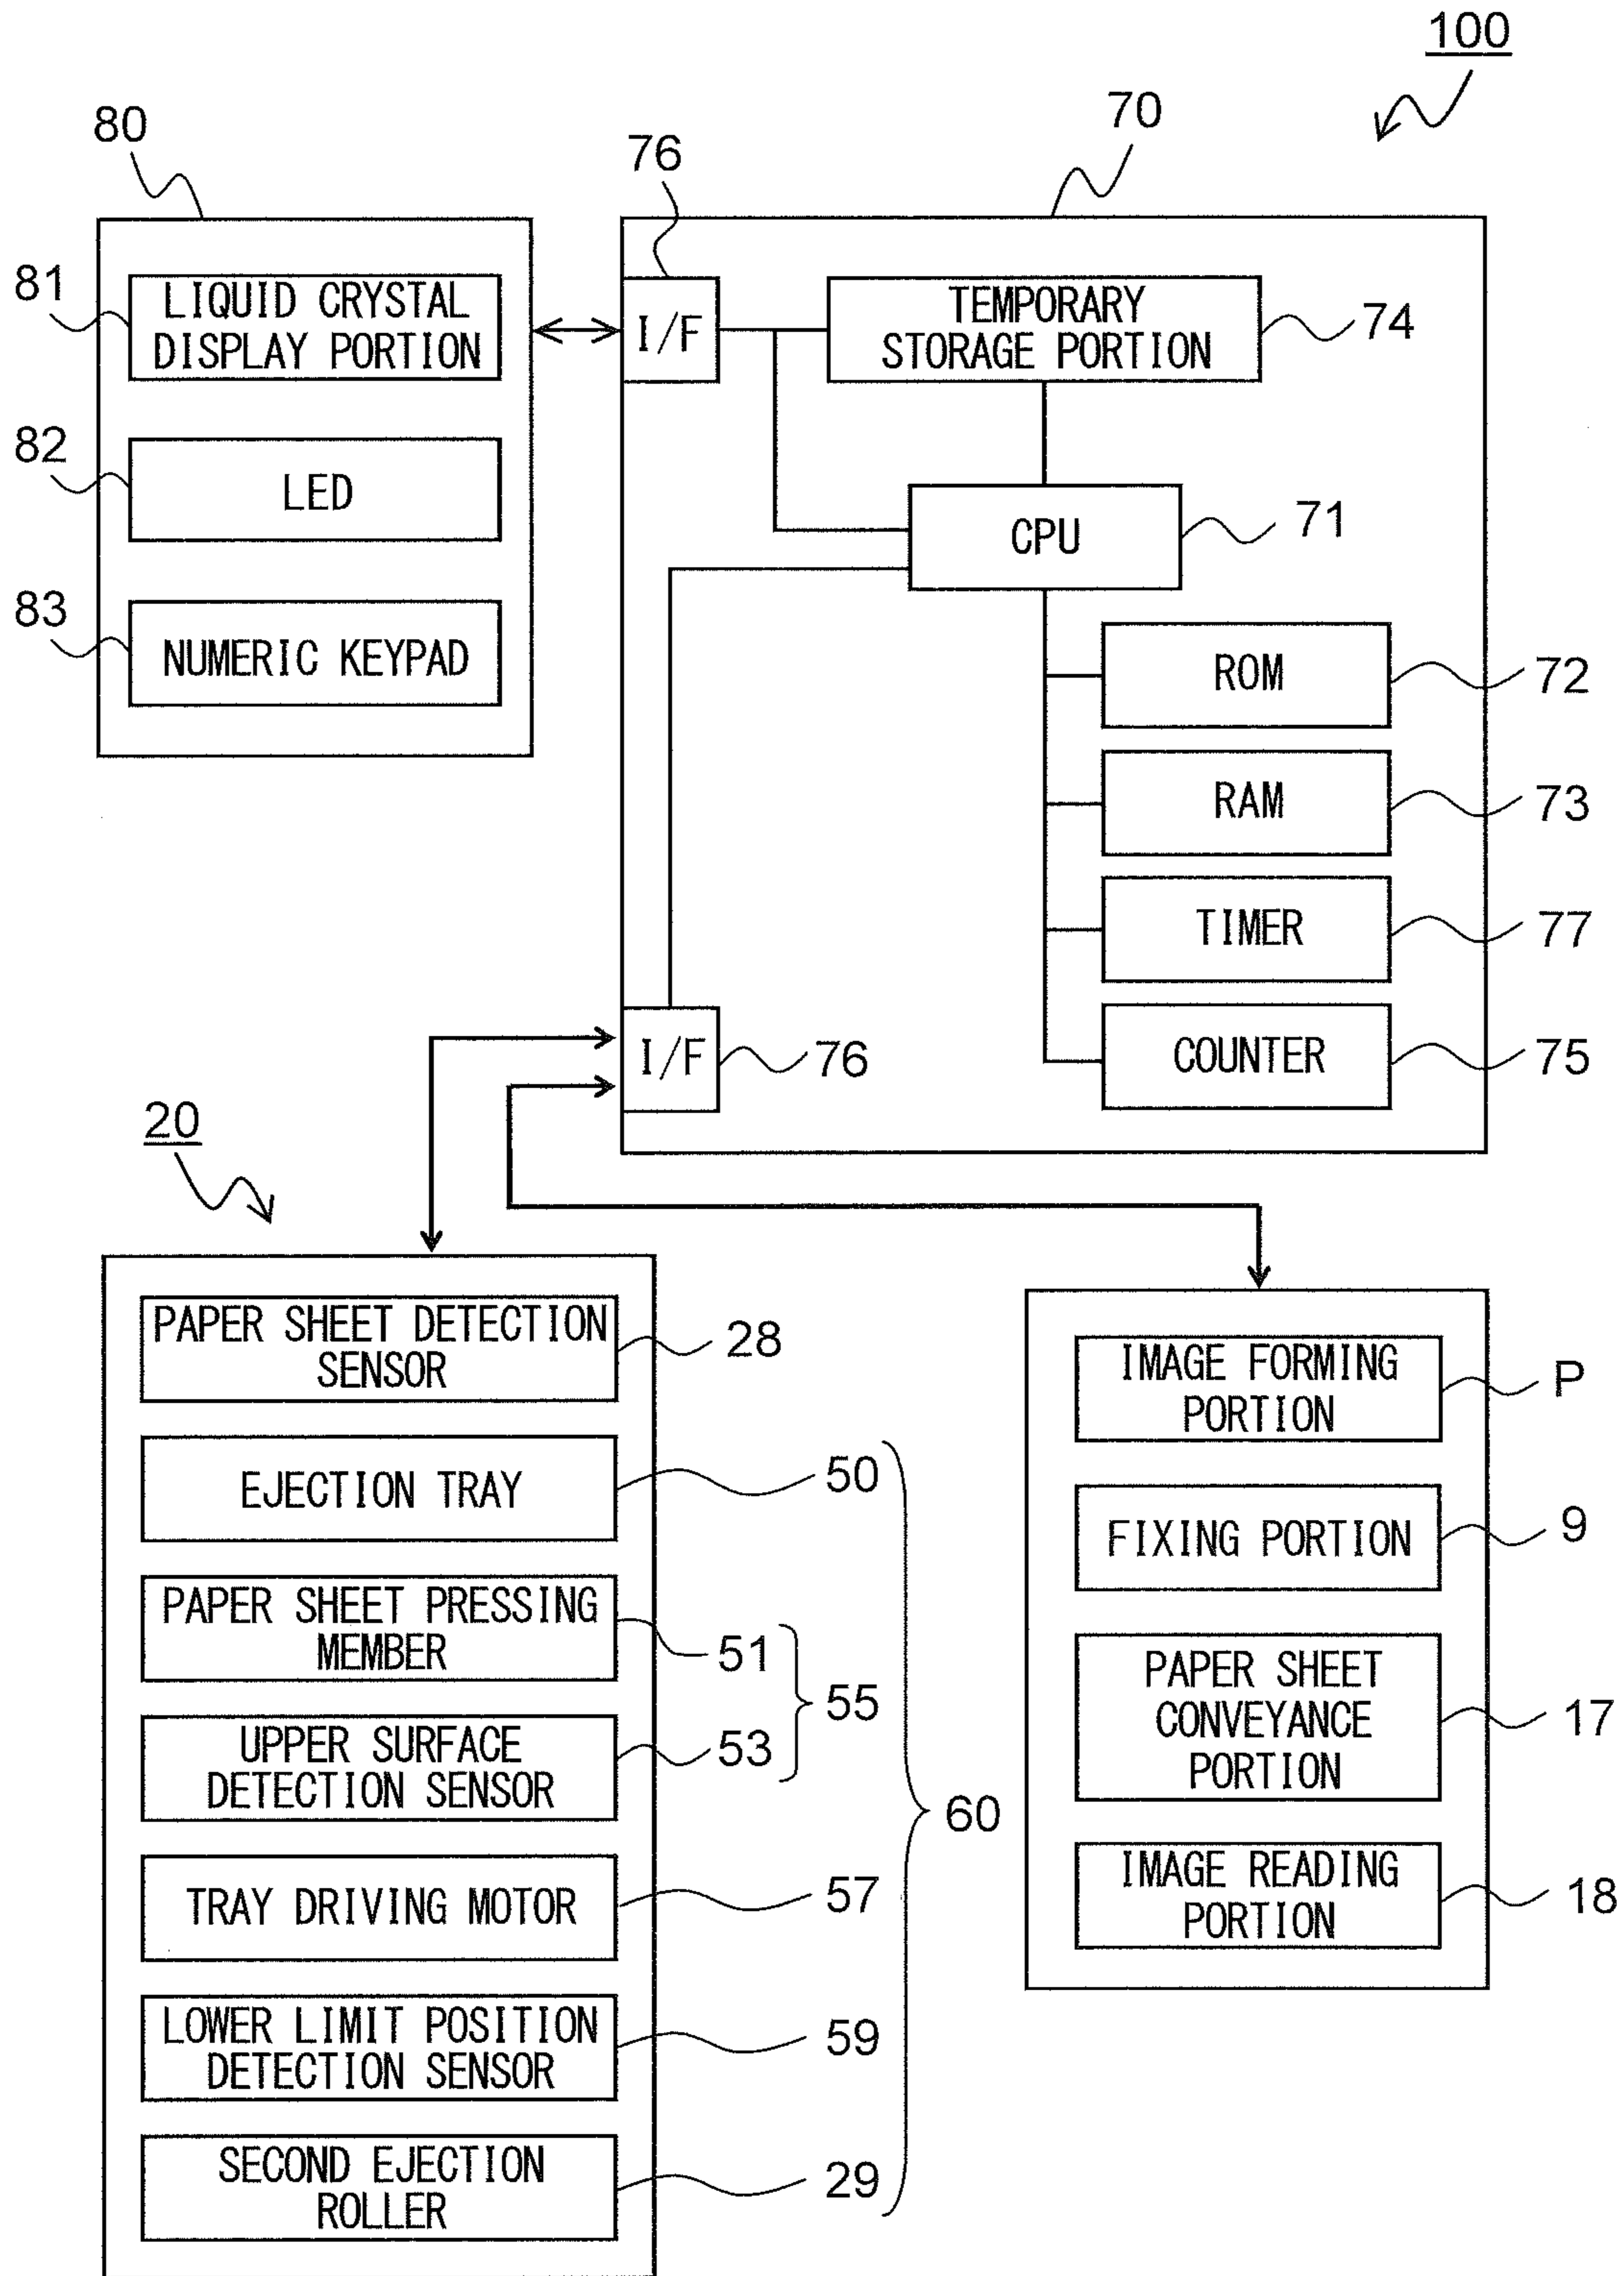 100
80
76
70
81
LIQUID CRYSTAL
DISPLAY PORTION
I/F
TEMPORARY
STORAGE PORTION
74
82
LED
CPU
71
83
NUMERIC KEYPAD
ROM
72
RAM
73
TIMER
77
I/F
76
COUNTER
75
20
PAPER SHEET DETECTION
SENSOR
28
IMAGE FORMING
PORTION
P
EJECTION TRAY
50
FIXING PORTION
9
PAPER SHEET PRESSING
MEMBER
51
55
PAPER SHEET
CONVEYANCE
PORTION
17
UPPER SURFACE
DETECTION SENSOR
53
60
TRAY DRIVING MOTOR
57
IMAGE READING
PORTION
18
LOWER LIMIT POSITION
DETECTION SENSOR
59
SECOND EJECTION
ROLLER
29